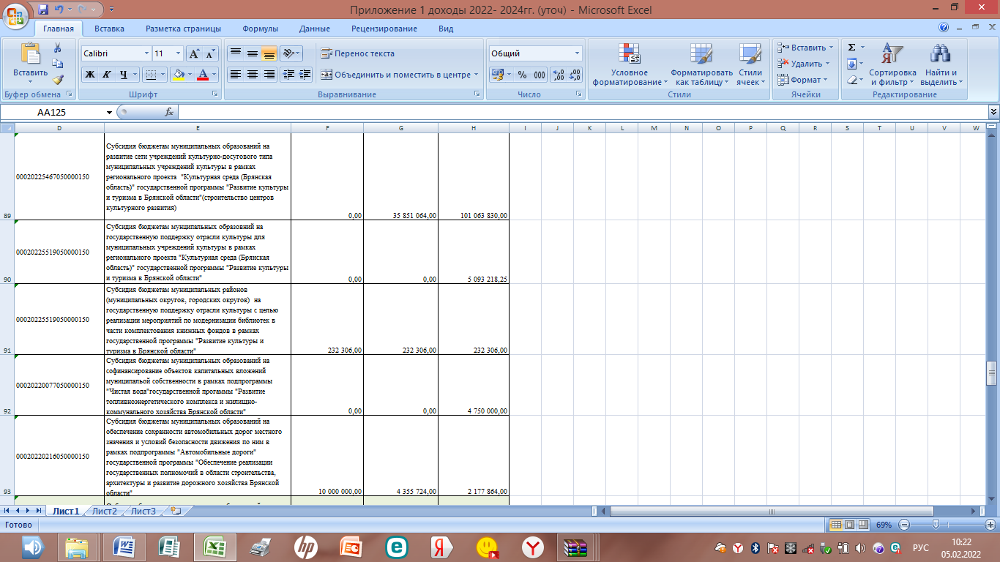 Приложение 1 доходы 2022- 2024гг. (уточ) - Microsoft Excel
Главная Вставка Разметка страницы Формулы Данные Рецензирование Вид
Вставить
Буфер обмена
Calibri 11
Ж К Ч
Шрифт
Перенос текста
Объединить и поместить в центре
Выравнивание
Общий
% 000
Число
Условное форматирование
Форматировать как таблицу
Стили ячеек
Стили
Вставить
Удалить
Формат
Ячейки
Сортировка и фильтр
Найти и выделить
Редактирование
AA125 fx
D E F G H I J K L M N O P Q R S T U V W
89
00020225467050000150
Субсидия бюджетам муниципальных образований на
развитие сети учреждений культурно-досугового типа
муниципальных учреждений культуры в рамках
регионального проекта "Культурная среда (Брянская
область)" государственной программы "Развитие культуры
и туризма в Брянской области"(строительство центров
культурного развития)
0,00 35 851 064,00 101 063 830,00
90
00020225519050000150
Субсидия бюджетам мунципальных образовний на
государственную поддержку отрасли культуры для
муниципальных учреждений культуры в рамках
регионального проекта "Культурная среда (Брянская
область)" государственной программы "Развитие культуры
и туризма в Брянской области"
0,00 0,00 5 093 218,25
91
00020225519050000150
Субсидия бюджетам муниципальных районов
(муниципальных округов, городских округов) на
государственную поддержку отрасли культуры с целью
реализации мероприятий по модернизации библиотек в
части комплектования книжных фондов в рамках
государственной программы "Развитие культуры и
туризма в Брянской области"
232 306,00 232 306,00 232 306,00
92
00020220077050000150
Субсидия бюджетам муниципальных образований на
софинансирование объектов капитальных вложений
муниципальой собственности в рамках подпрограммы
"Чистая вода"государственной прогаммы "Развитие
топливноэнергетического комплекса и жилищно-
коммунального хозяйства Брянской области"
0,00 0,00 4 750 000,00
93
00020220216050000150
Субсидия бюджетам муниципальных образований на
обеспечение сохранности автомобильных дорог местного
значения и условий безопасности движения по ним в
рамках подпрограммы "Автомобильные дороги"
государственной программы "Обеспечение реализации
государственных полномочий в области строительства,
архитектуры и развитие дорожного хозяйства Брянской
области"
10 000 000,00 4 355 724,00 2 177 864,00
Лист1 Лист2 Лист3
Готово 69%
РУС
10:22
05.02.2022